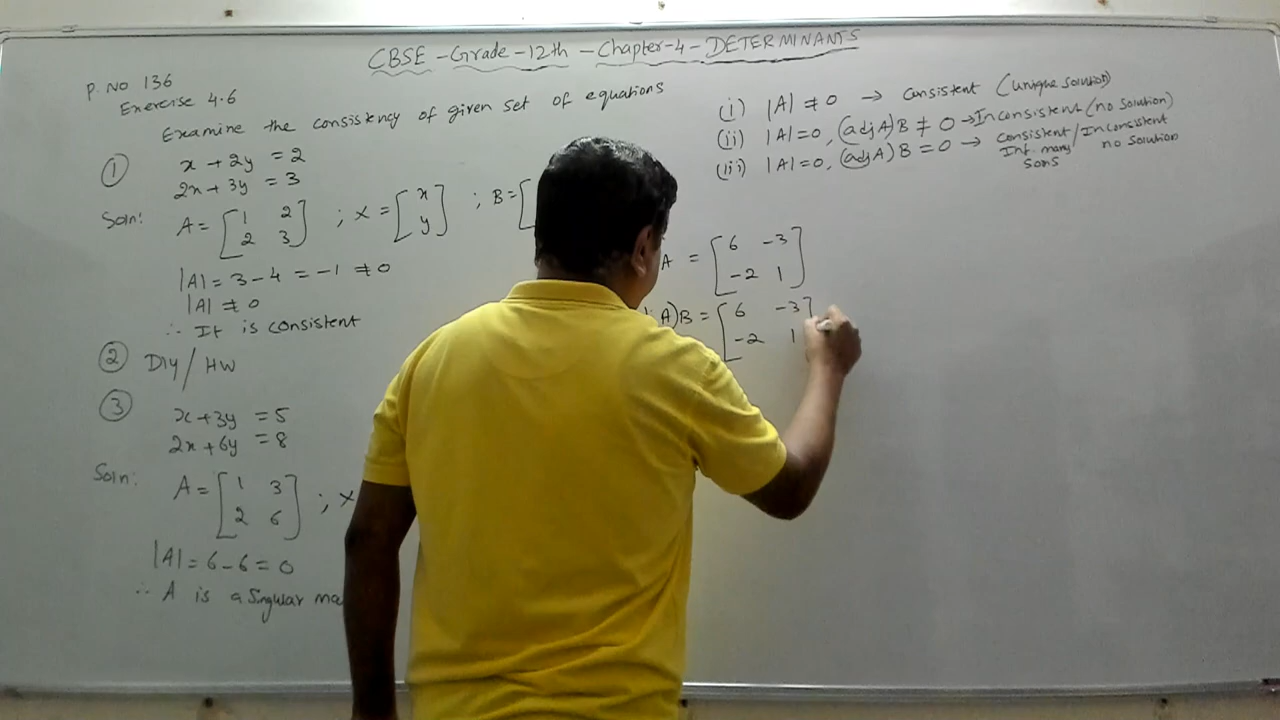 CBSE - Grade - 12th - Chapter-4 - DETERMINANTS
P. NO 136
Exercise 4.6
Examine the consistency of given set of equations
① x + 2y = 2
2x + 3y = 3
Soln: A = [1 2
2 3] ; X = [x
y] ; B = [
|A| = 3 - 4 = -1 ≠ 0
|A| ≠ 0
∴ It is consistent
② DIY / HW
③ x + 3y = 5
2x + 6y = 8
Soln: A = [1 3
2 6] ; X
|A| = 6 - 6 = 0
∴ A is a singular ma
(i) |A| ≠ 0 → consistent (unique solution)
(ii) |A| = 0, (adj A) B ≠ 0 → Inconsistent (no solution)
(iii) |A| = 0, (adj A) B = 0 → consistent / Inconsistent
Inf. many no solution
solns
A = [6 -3
-2 1]
A) B = [6 -3]
[-2 1